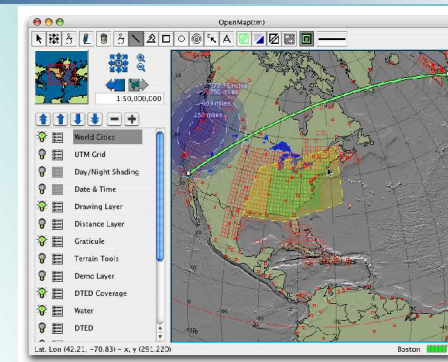 OpenMap(tm)
1:50,000,000
250 miles
World Cities
UTM Grid
Day/Night Shading
Date & Time
Drawing Layer
Distance Layer
Graticule
Terrain Tools
Demo Layer
DTED Coverage
Water
DTED
Lat, Lon (42.21, -70.83) - x, y (291,220)
Boston